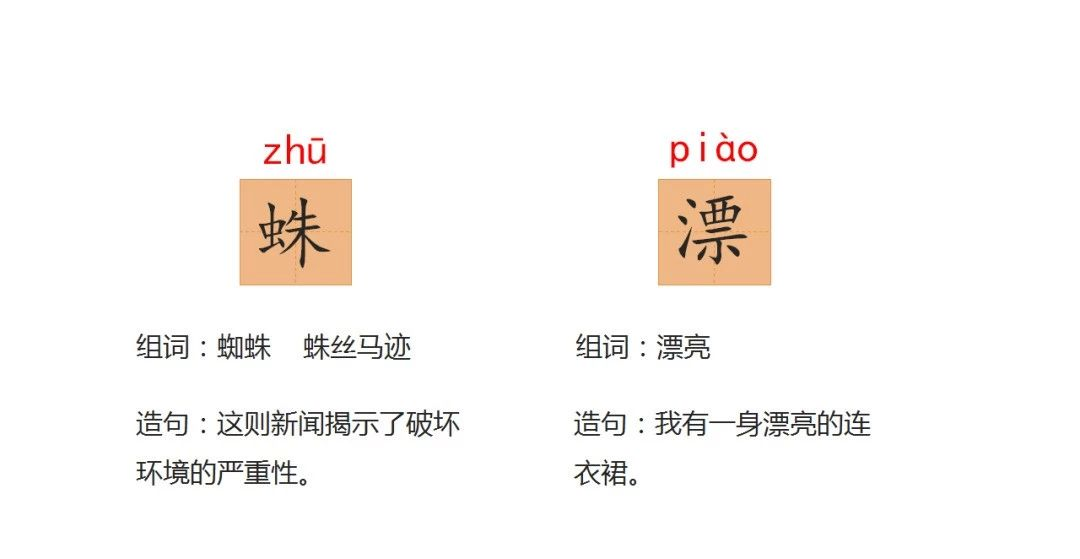 zhū
蛛
组词：蜘蛛 蛛丝马迹
造句：这则新闻揭示了破坏
环境的严重性。
piào
漂
组词：漂亮
造句：我有一身漂亮的连
衣裙。